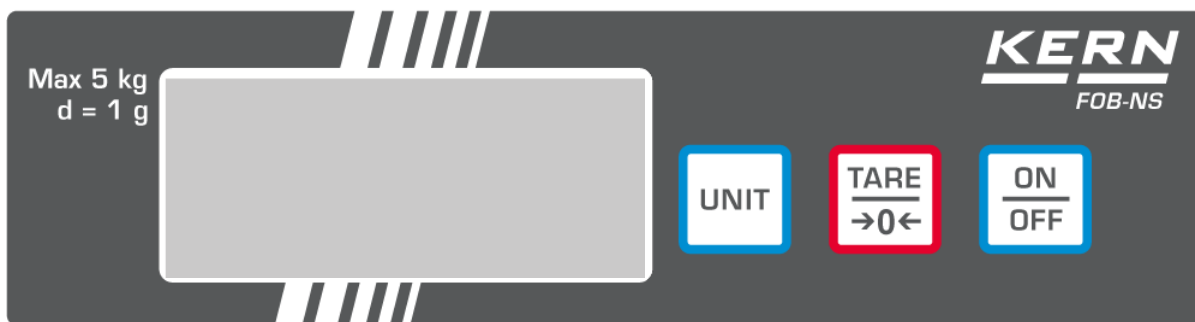 Max 5 kg
d = 1 g
KERN
FOB-NS
UNIT
TARE
→0←
ON
OFF